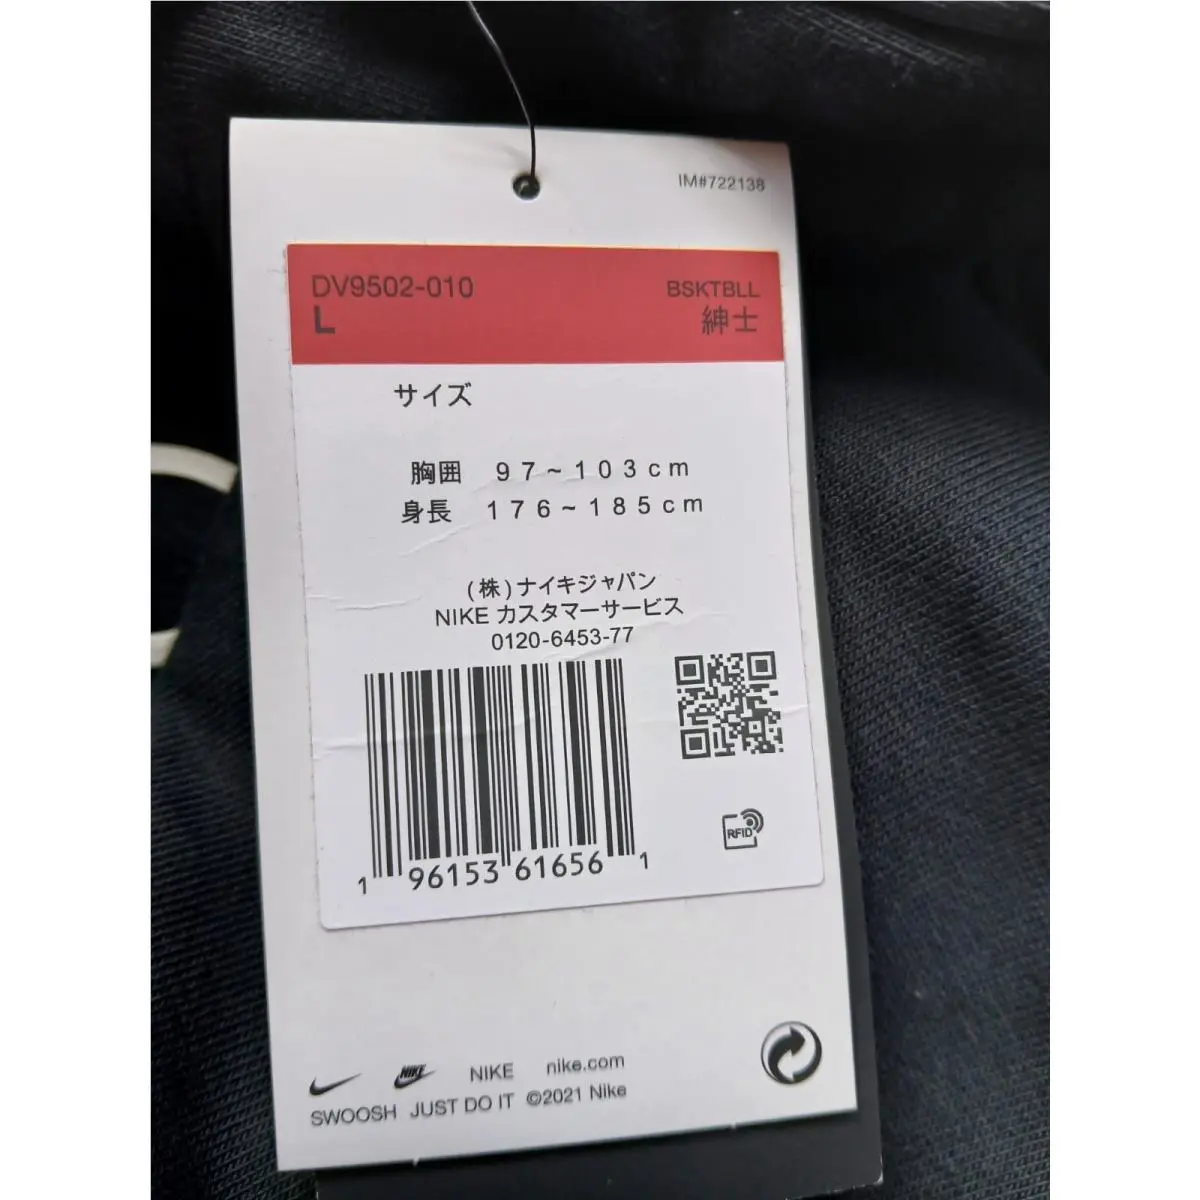 IM#722138
DV9502-010 BSKTBLL
L 紳士
サイズ
胸囲 97~103cm
身長 176~185cm
(株)ナイキジャパン
NIKE カスタマーサービス
0120-6453-77
RFID
1 96153 61656 1
NIKE NIKE nike.com
SWOOSH JUST DO IT ©2021 Nike